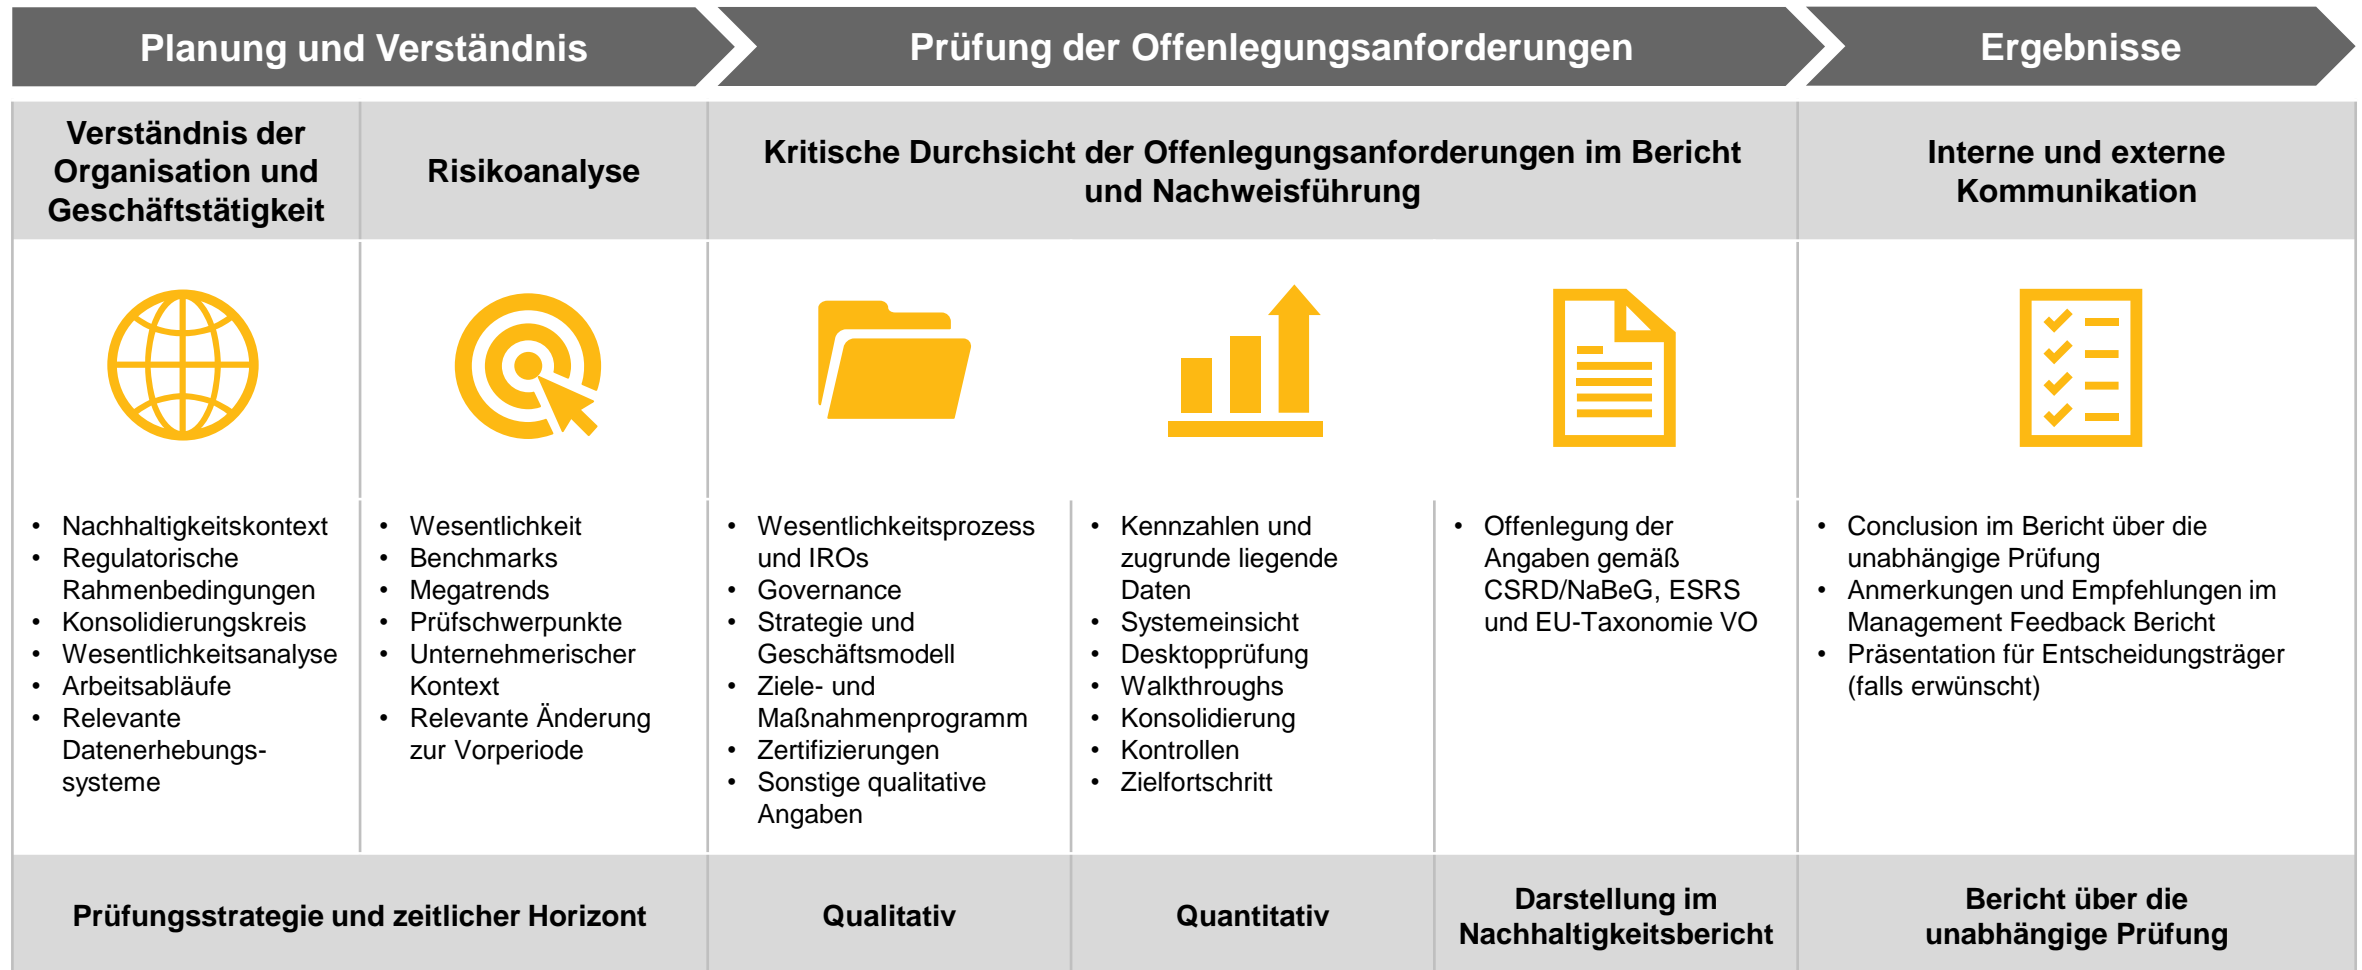 Planung und Verständnis
Prüfung der Offenlegungsanforderungen
Ergebnisse
Verständnis der
Organisation und
Geschäftstätigkeit
Risikoanalyse
Kritische Durchsicht der Offenlegungsanforderungen im Bericht
und Nachweisführung
Interne und externe
Kommunikation
• Nachhaltigkeitskontext
• Regulatorische
Rahmenbedingungen
• Konsolidierungskreis
• Wesentlichkeitsanalyse
• Arbeitsabläufe
• Relevante
Datenerhebungs-
systeme
• Wesentlichkeit
• Benchmarks
• Megatrends
• Prüfschwerpunkte
• Unternehmerischer
Kontext
• Relevante Änderung
zur Vorperiode
• Wesentlichkeitsprozess
und IROs
• Governance
• Strategie und
Geschäftsmodell
• Ziele- und
Maßnahmenprogramm
• Zertifizierungen
• Sonstige qualitative
Angaben
• Kennzahlen und
zugrunde liegende
Daten
• Systemeinsicht
• Desktopprüfung
• Walkthroughs
• Konsolidierung
• Kontrollen
• Zielfortschritt
• Offenlegung der
Angaben gemäß
CSRD/NaBeG, ESRS
und EU-Taxonomie VO
• Conclusion im Bericht über die
unabhängige Prüfung
• Anmerkungen und Empfehlungen im
Management Feedback Bericht
• Präsentation für Entscheidungsträger
(falls erwünscht)
Prüfungsstrategie und zeitlicher Horizont
Qualitativ
Quantitativ
Darstellung im
Nachhaltigkeitsbericht
Bericht über die
unabhängige Prüfung